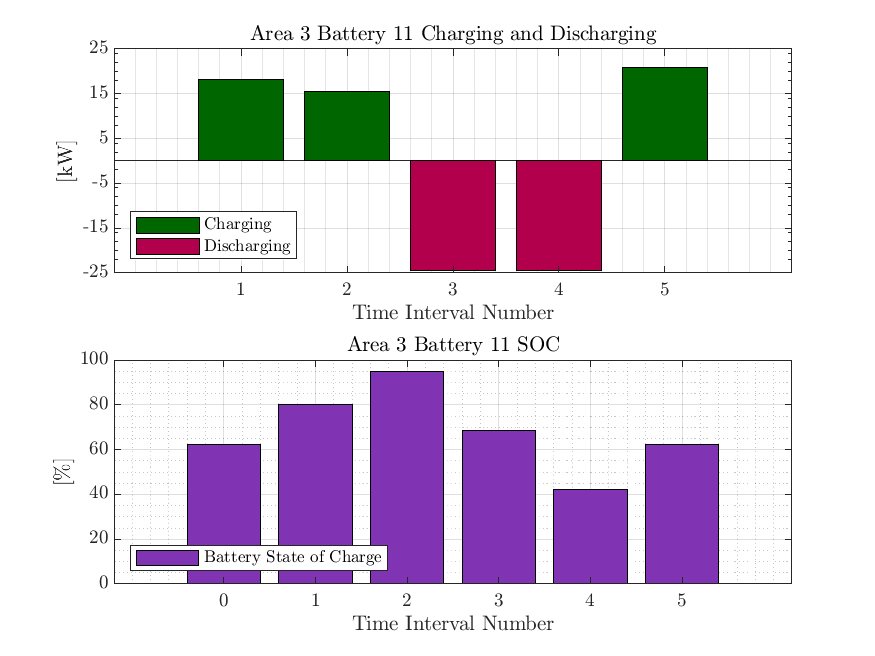 Area 3 Battery 11 Charging and Discharging
25
15
5
-5
-15
-25
[kW]
Charging
Discharging
1 2 3 4 5
Time Interval Number
Area 3 Battery 11 SOC
100
80
60
40
20
0
[%]
Battery State of Charge
0 1 2 3 4 5
Time Interval Number